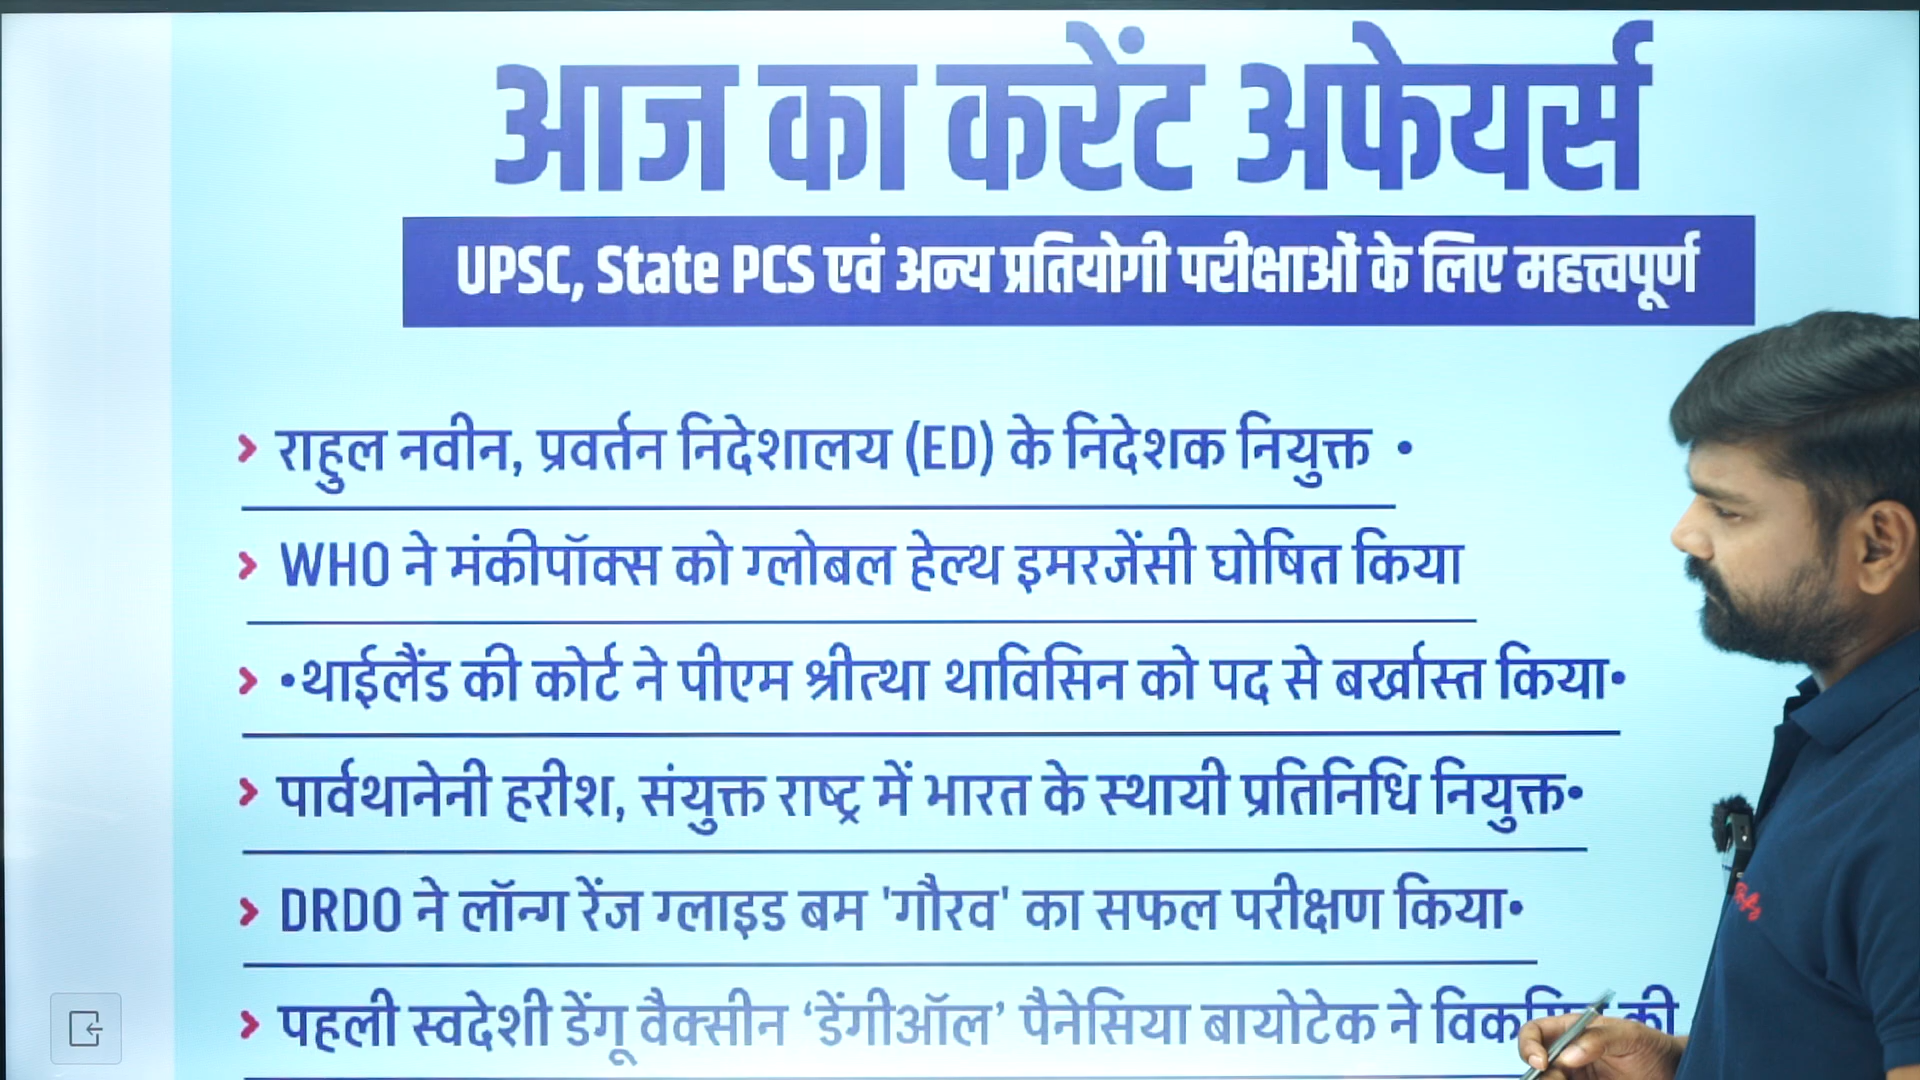 आज का करेंट अफेयर्स
UPSC, State PCS एवं अन्य प्रतियोगी परीक्षाओं के लिए महत्त्वपूर्ण
राहुल नवीन, प्रवर्तन निदेशालय (ED) के निदेशक नियुक्त •
WHO ने मंकीपॉक्स को ग्लोबल हेल्थ इमरजेंसी घोषित किया
•थाईलैंड की कोर्ट ने पीएम श्रीत्था थाविसिन को पद से बर्खास्त किया•
पार्वथानेनी हरीश, संयुक्त राष्ट्र में भारत के स्थायी प्रतिनिधि नियुक्त•
DRDO ने लॉन्ग रेंज ग्लाइड बम 'गौरव' का सफल परीक्षण किया•
पहली स्वदेशी डेंगू वैक्सीन ‘डेंगीऑल’ पैनेसिया बायोटेक ने की